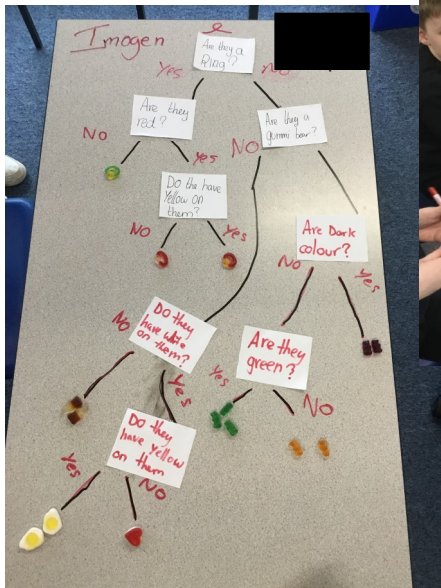 Imogen
Are they a
Ring?
Yes
no
Are they
red?
Are they a
gummi bear?
No
Yes
No
Do the have
Yellow on
them?
No
Yes
Are Dark
colour?
No
Yes
Do they
have white
on them?
No
Yes
Are they
green?
Yes
No
Do they
have yellow
on them
Yes
No